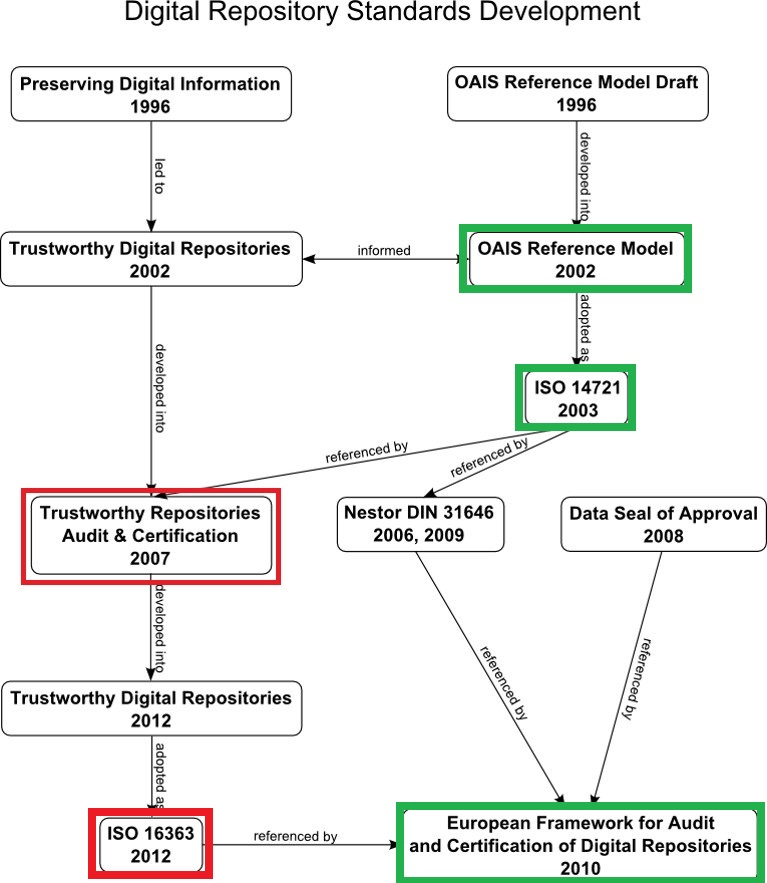 Digital Repository Standards Development
Preserving Digital Information
1996
OAIS Reference Model Draft
1996
led to
developed into
Trustworthy Digital Repositories
2002
informed
OAIS Reference Model
2002
adopted as
developed into
ISO 14721
2003
referenced by
referenced by
Trustworthy Repositories
Audit & Certification
2007
Nestor DIN 31646
2006, 2009
Data Seal of Approval
2008
developed into
referenced by
referenced by
Trustworthy Digital Repositories
2012
adopted as
ISO 16363
2012
referenced by
European Framework for Audit
and Certification of Digital Repositories
2010